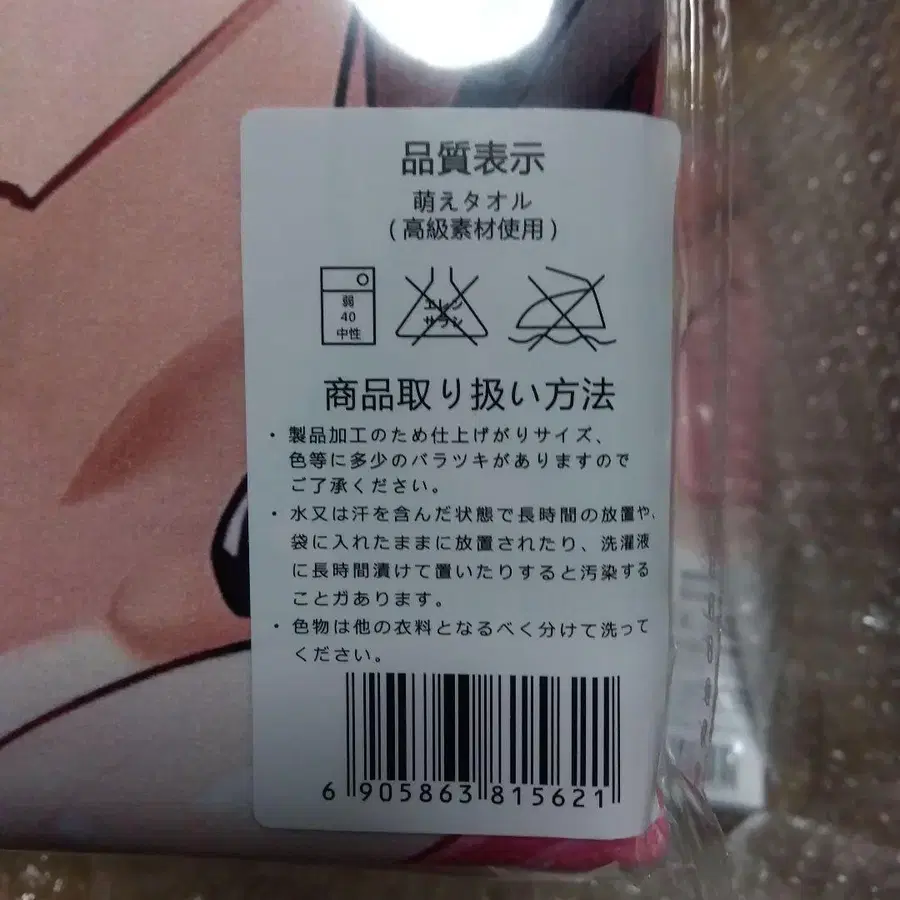 品質表示
萌えタオル
(高級素材使用)
弱
40
中性
エレン
サラシ
商品取り扱い方法
・製品加工のため仕上げがりサイズ、
色等に多少のバラツキがありますので
ご了承ください。
・水又は汗を含んだ状態で長時間の放置や、
袋に入れたままに放置されたり、洗濯液
に長時間漬けて置いたりすると汚染する
ことガあります。
・色物は他の衣料となるべく分けて洗って
ください。
6 905863 815621